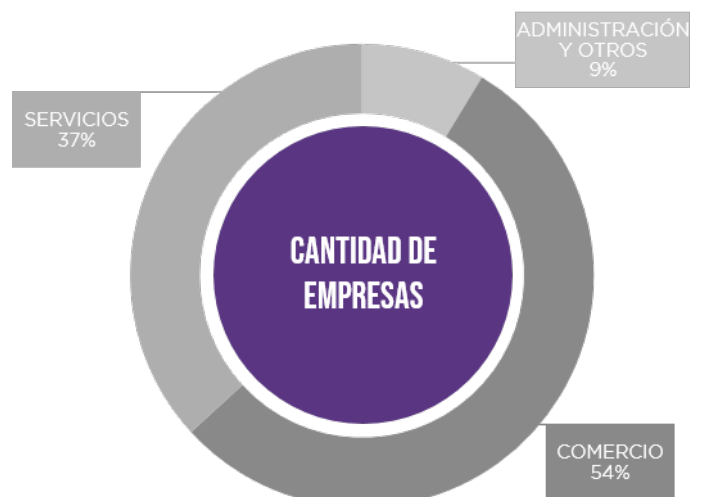 ADMINISTRACIÓN
Y OTROS
9%
SERVICIOS
37%
CANTIDAD DE
EMPRESAS
COMERCIO
54%